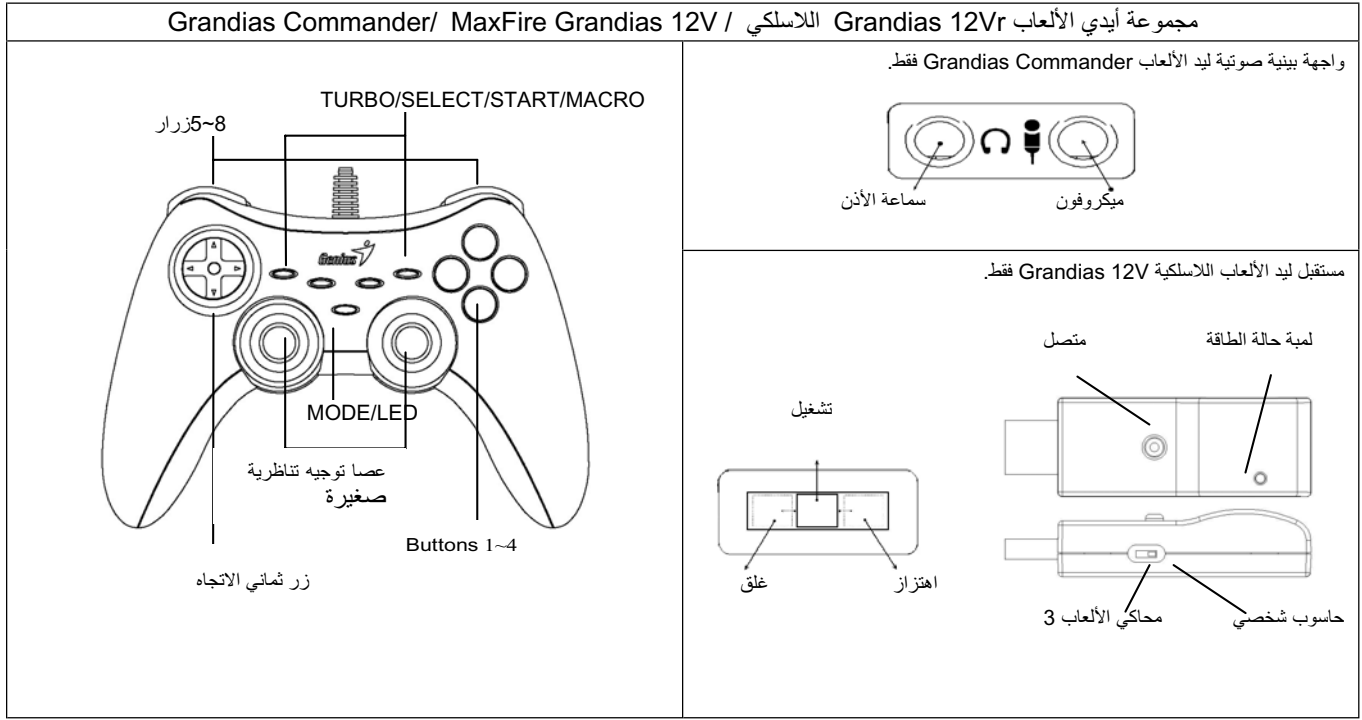 مجموعة أيدي الألعاب Grandias 12Vr اللاسلكي / Grandias Commander/ MaxFire Grandias 12V
واجهة بينية صوتية ليد الألعاب Grandias Commander فقط.
سماعة الأذن
ميكروفون
مستقبل ليد الألعاب اللاسلكية Grandias 12V فقط.
لمبة حالة الطاقة
متصل
تشغيل
غلق
اهتزاز
محاكي الألعاب 3
حاسوب شخصي
TURBO/SELECT/START/MACRO
5~8زرار
Genius
MODE/LED
عصا توجيه تناظرية
صغيرة
Buttons 1~4
زر ثماني الاتجاه